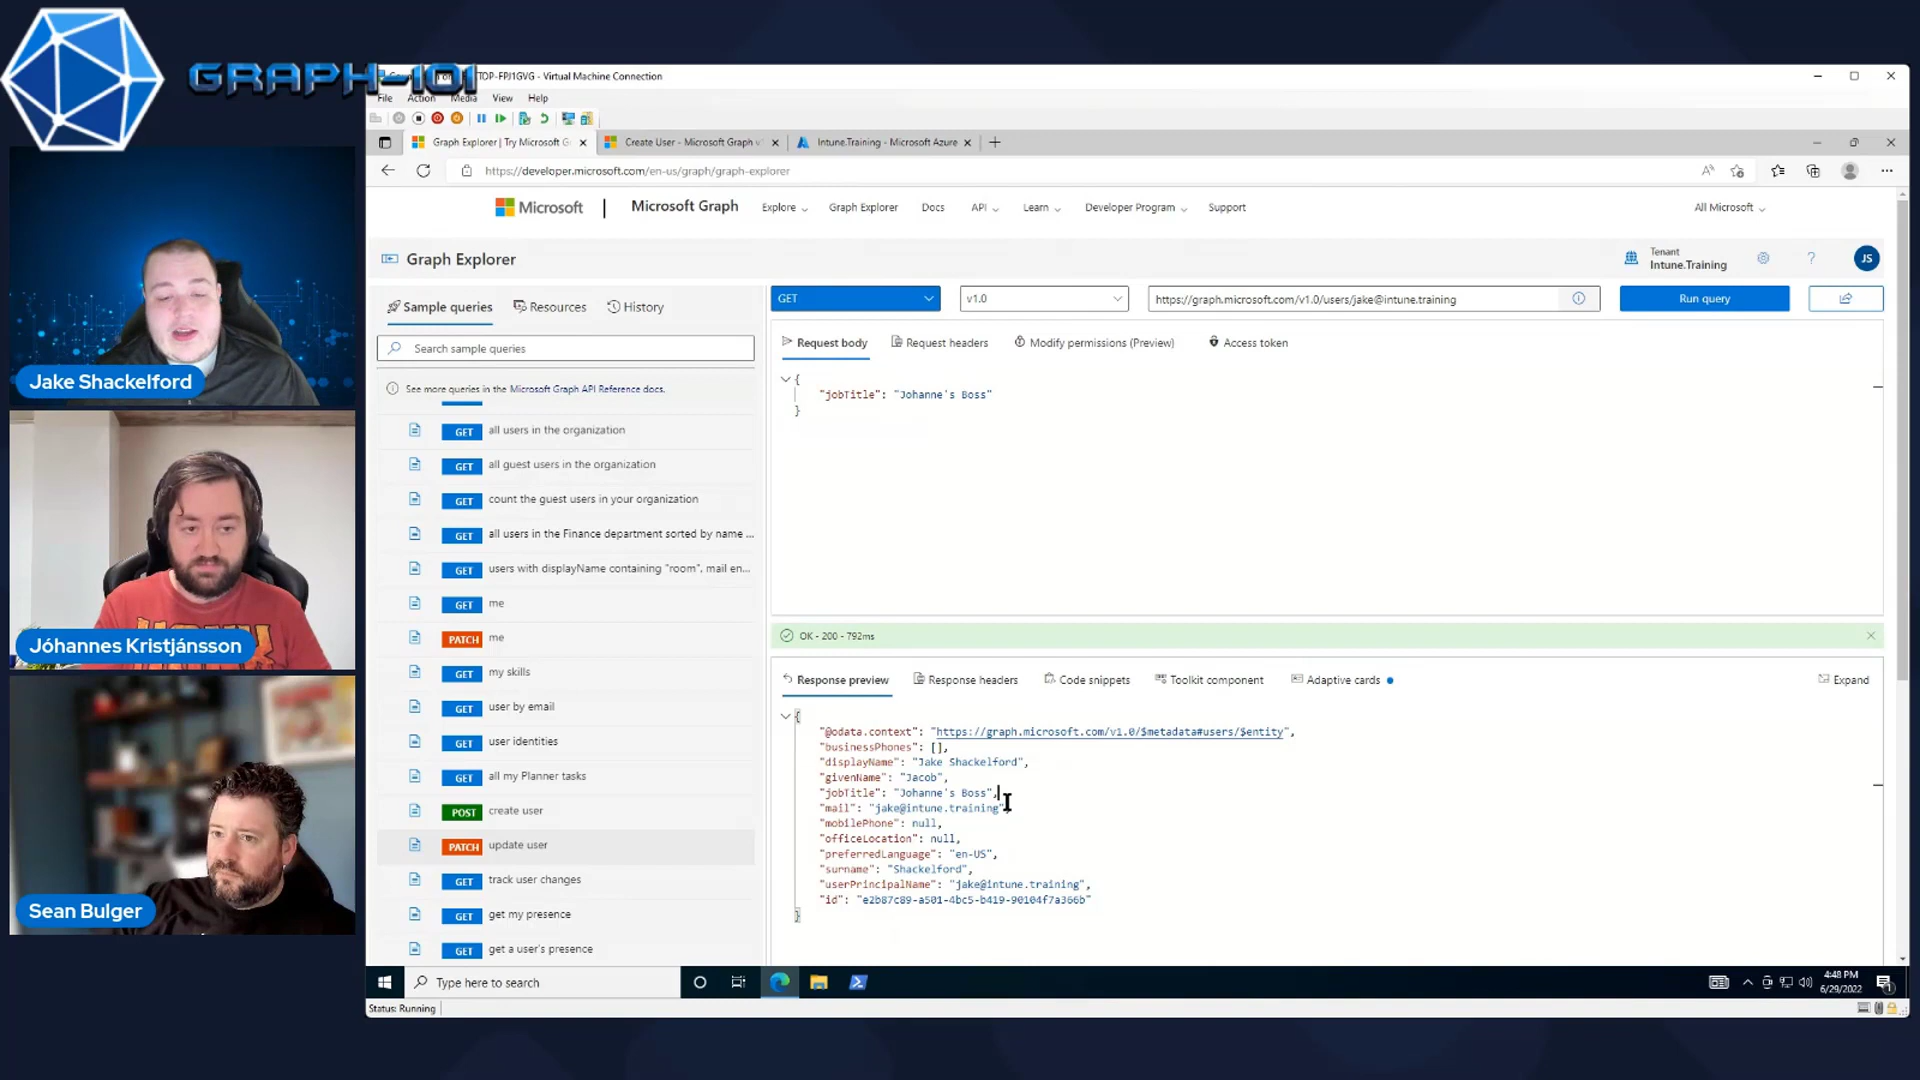 GRAPH-101
TOP-FPJ1GVG - Virtual Machine Connection
File Action Media View Help
Graph Explorer | Try Microsoft G
Create User - Microsoft Graph v
Intune.Training - Microsoft Azure
https://developer.microsoft.com/en-us/graph/graph-explorer
Microsoft
Microsoft Graph
Explore
Graph Explorer
Docs
API
Learn
Developer Program
Support
All Microsoft
Graph Explorer
Tenant
Intune.Training
JS
Sample queries
Resources
History
GET
v1.0
https://graph.microsoft.com/v1.0/users/jake@intune.training
Run query
Search sample queries
See more queries in the Microsoft Graph API Reference docs.
Request body
Request headers
Modify permissions (Preview)
Access token
{
"jobTitle": "Johanne's Boss"
}
GET all users in the organization
GET all guest users in the organization
GET count the guest users in your organization
GET all users in the Finance department sorted by name ...
GET users with displayName containing "room", mail en...
GET me
PATCH me
GET my skills
GET user by email
GET user identities
GET all my Planner tasks
POST create user
PATCH update user
GET track user changes
GET get my presence
GET get a user's presence
OK - 200 - 792ms
Response preview
Response headers
Code snippets
Toolkit component
Adaptive cards
Expand
{
"@odata.context": "https://graph.microsoft.com/v1.0/$metadata#users/$entity",
"businessPhones": [],
"displayName": "Jake Shackelford",
"givenName": "Jacob",
"jobTitle": "Johanne's Boss",
"mail": "jake@intune.training",
"mobilePhone": null,
"officeLocation": null,
"preferredLanguage": "en-US",
"surname": "Shackelford",
"userPrincipalName": "jake@intune.training",
"id": "e2b87c89-a501-4bc5-b419-90104f7a366b"
}
Jake Shackelford
Jóhannes Kristjánsson
Sean Bulger
Type here to search
4:48 PM
6/29/2022
Status: Running